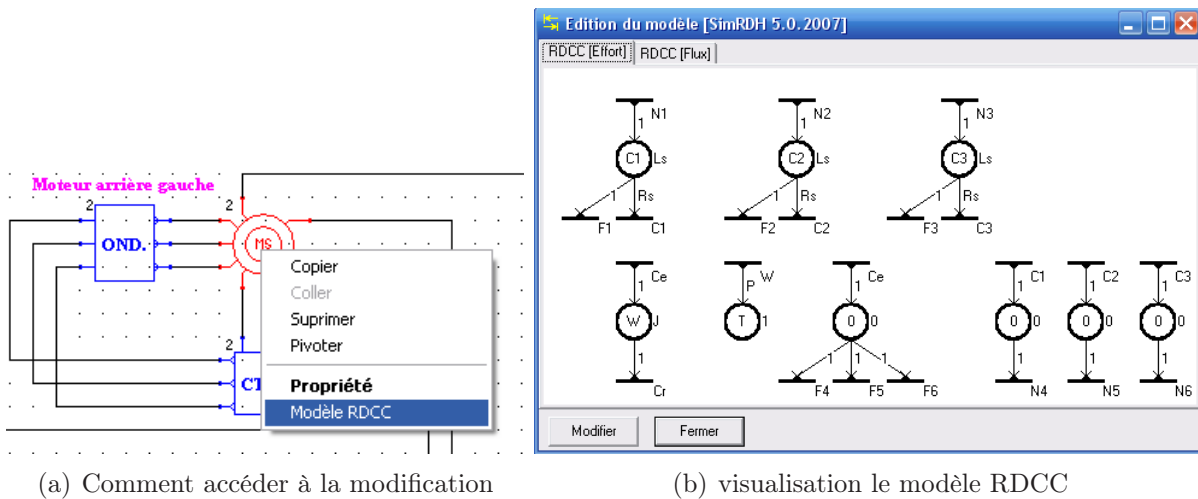 Moteur arrière gauche
2
2
OND.
MS
2
CT
Copier
Coller
Suprimer
Pivoter
Propriété
Modèle RDCC
(a) Comment accéder à la modification
Edition du modèle [SimRDH 5.0.2007]
RDCC [Effort] RDCC [Flux]
N1 N2 N3
1 1 1
C1 Ls C2 Ls C3 Ls
1 Rs 1 Rs 1 Rs
F1 C1 F2 C2 F3 C3
Ce W Ce C1 C2 C3
1 P 1 1 1 1
W J T 1 0 0 0 0 0 0 0 0
1 1 1 1 1 1 1
Cr F4 F5 F6 N4 N5 N6
Modifier Fermer
(b) visualisation le modèle RDCC